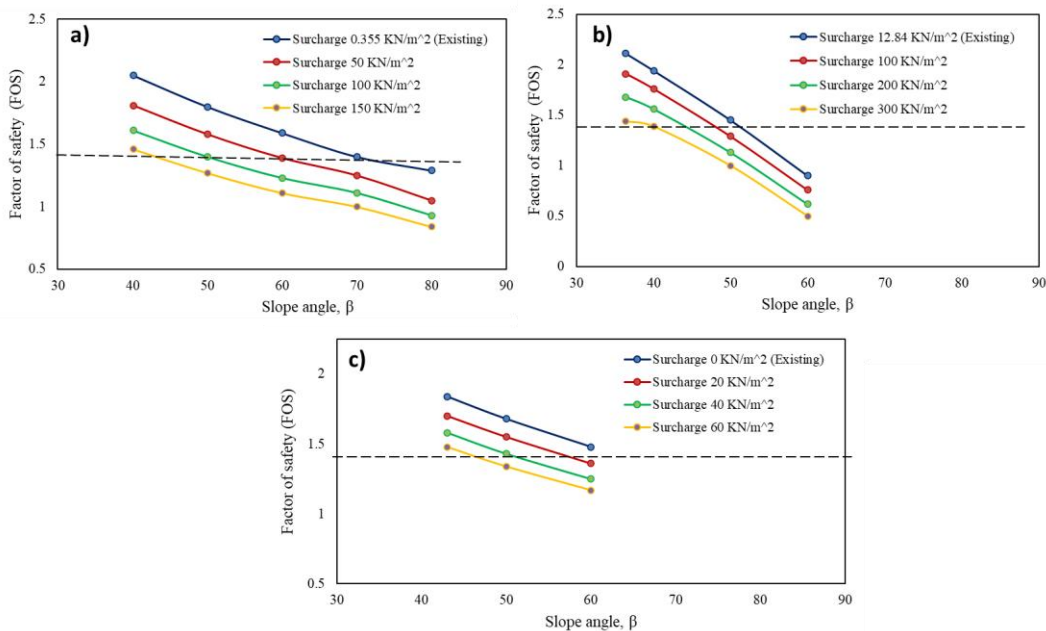 a)
Surcharge 0.355 KN/m^2 (Existing)
Surcharge 50 KN/m^2
Surcharge 100 KN/m^2
Surcharge 150 KN/m^2
Factor of safety (FOS)
2.5
2
1.5
1
0.5
30 40 50 60 70 80 90
Slope angle, β
b)
Surcharge 12.84 KN/m^2 (Existing)
Surcharge 100 KN/m^2
Surcharge 200 KN/m^2
Surcharge 300 KN/m^2
Factor of safety (FOS)
2.5
2
1.5
1
0.5
0
30 40 50 60 70 80 90
Slope angle, β
c)
Surcharge 0 KN/m^2 (Existing)
Surcharge 20 KN/m^2
Surcharge 40 KN/m^2
Surcharge 60 KN/m^2
Factor of safety (FOS)
2
1.5
1
0.5
30 40 50 60 70 80 90
Slope angle, β